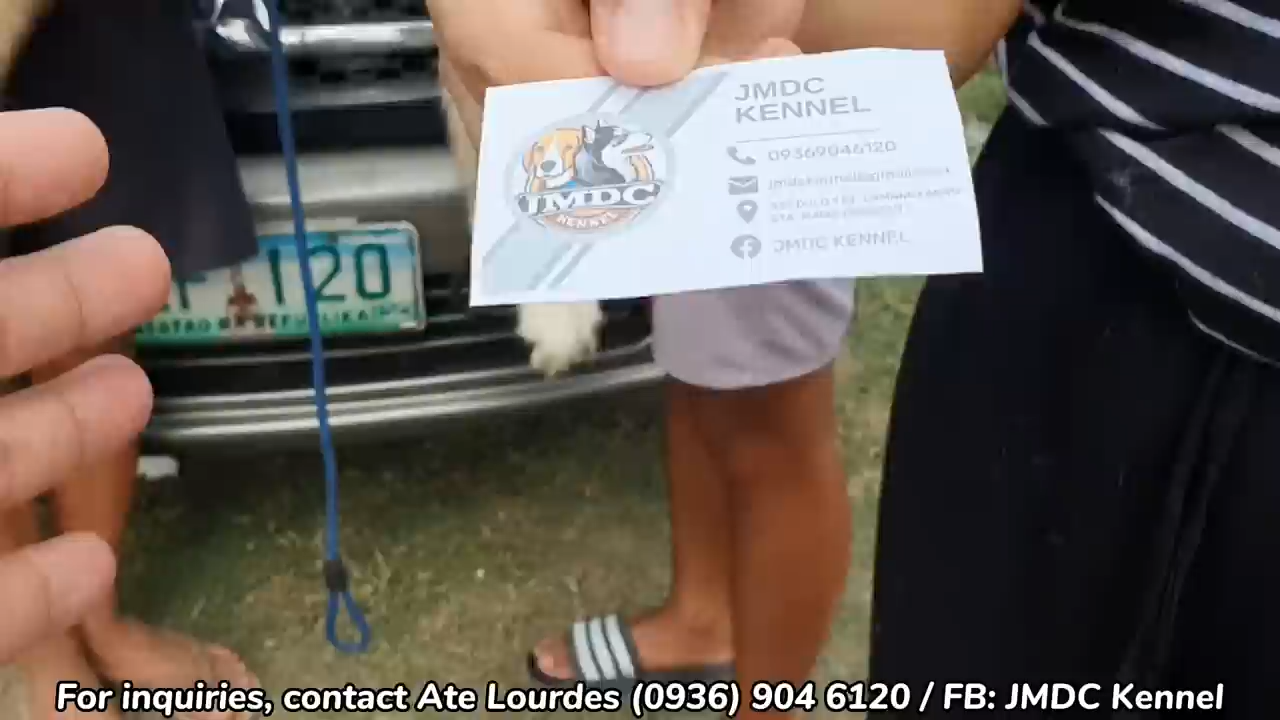 JMDC
KENNEL
09369046120
JMDC
KENNEL
JMDC KENNEL
120
For inquiries, contact Ate Lourdes (0936) 904 6120 / FB: JMDC Kennel